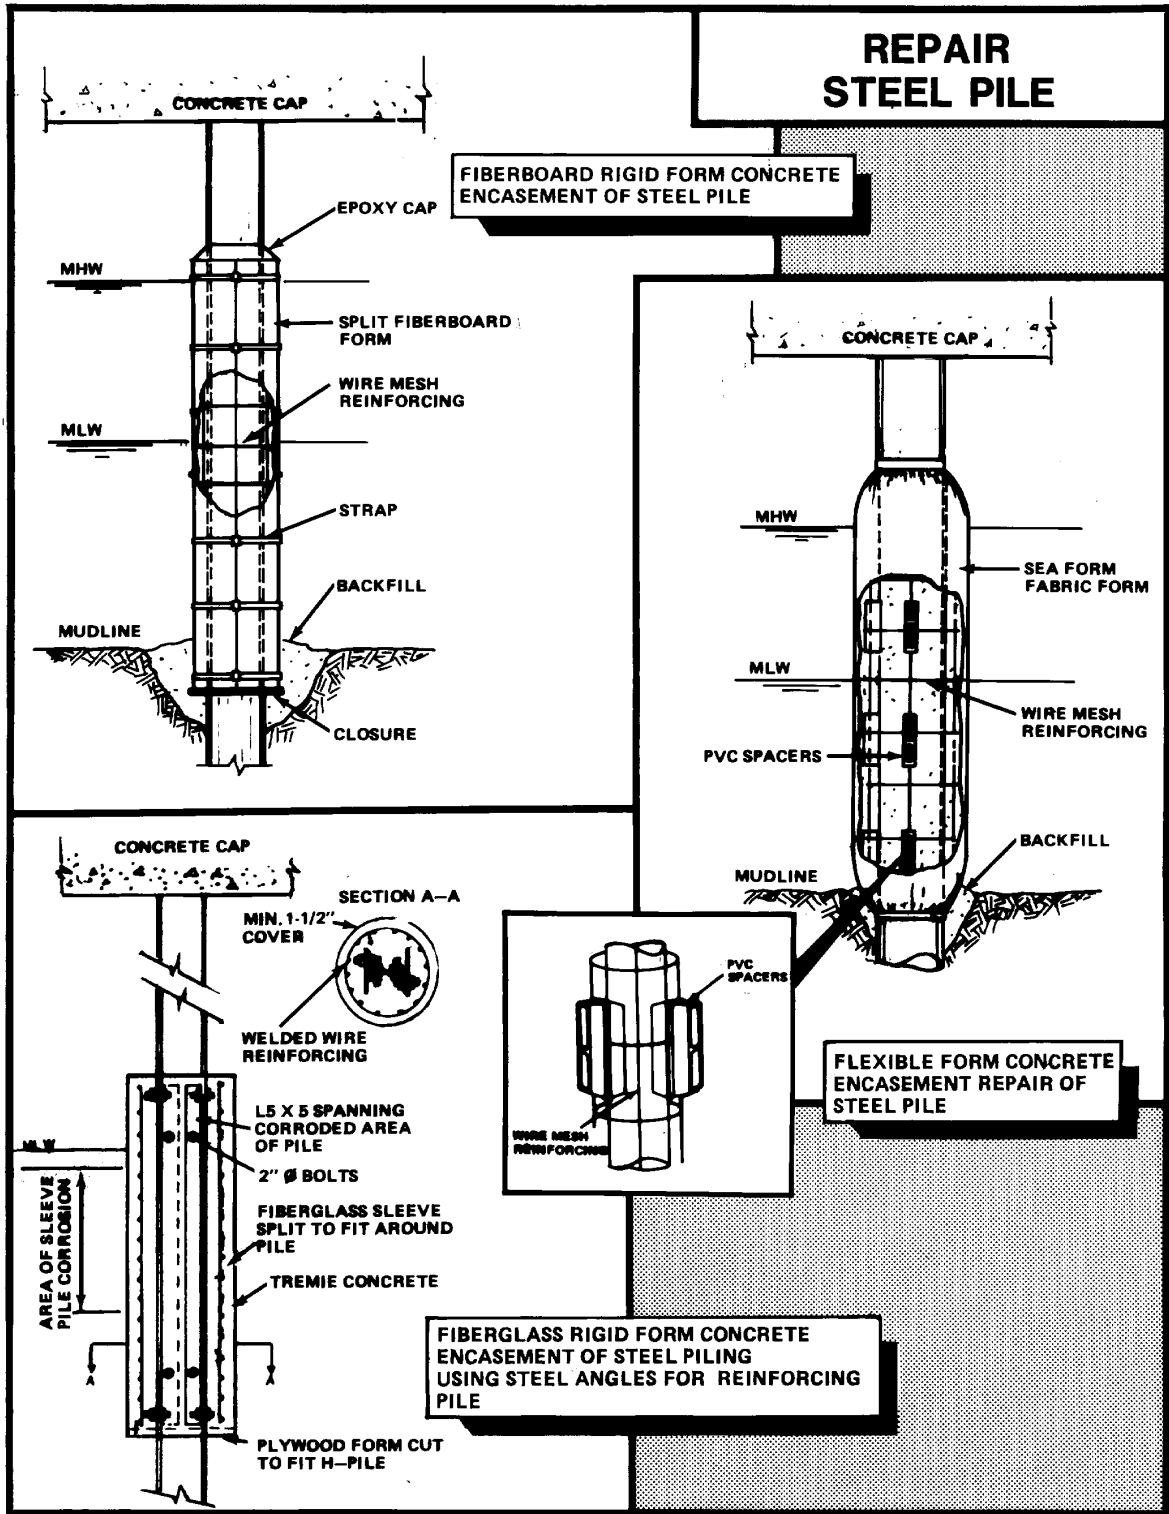 REPAIR
STEEL PILE
CONCRETE CAP
FIBERBOARD RIGID FORM CONCRETE
ENCASEMENT OF STEEL PILE
EPOXY CAP
MHW
SPLIT FIBERBOARD
FORM
WIRE MESH
REINFORCING
MLW
STRAP
BACKFILL
MUDLINE
CLOSURE
CONCRETE CAP
MHW
SEA FORM
FABRIC FORM
MLW
WIRE MESH
REINFORCING
PVC SPACERS
BACKFILL
MUDLINE
PVC
SPACERS
WIRE MESH
REINFORCING
FLEXIBLE FORM CONCRETE
ENCASEMENT REPAIR OF
STEEL PILE
CONCRETE CAP
SECTION A-A
MIN. 1-1/2"
COVER
WELDED WIRE
REINFORCING
L5 X 5 SPANNING
CORRODED AREA
OF PILE
MLW
2" Ø BOLTS
AREA OF SLEEVE
PILE CORROSION
FIBERGLASS SLEEVE
SPLIT TO FIT AROUND
PILE
TREMIE CONCRETE
A
A
FIBERGLASS RIGID FORM CONCRETE
ENCASEMENT OF STEEL PILING
USING STEEL ANGLES FOR REINFORCING
PILE
PLYWOOD FORM CUT
TO FIT H-PILE